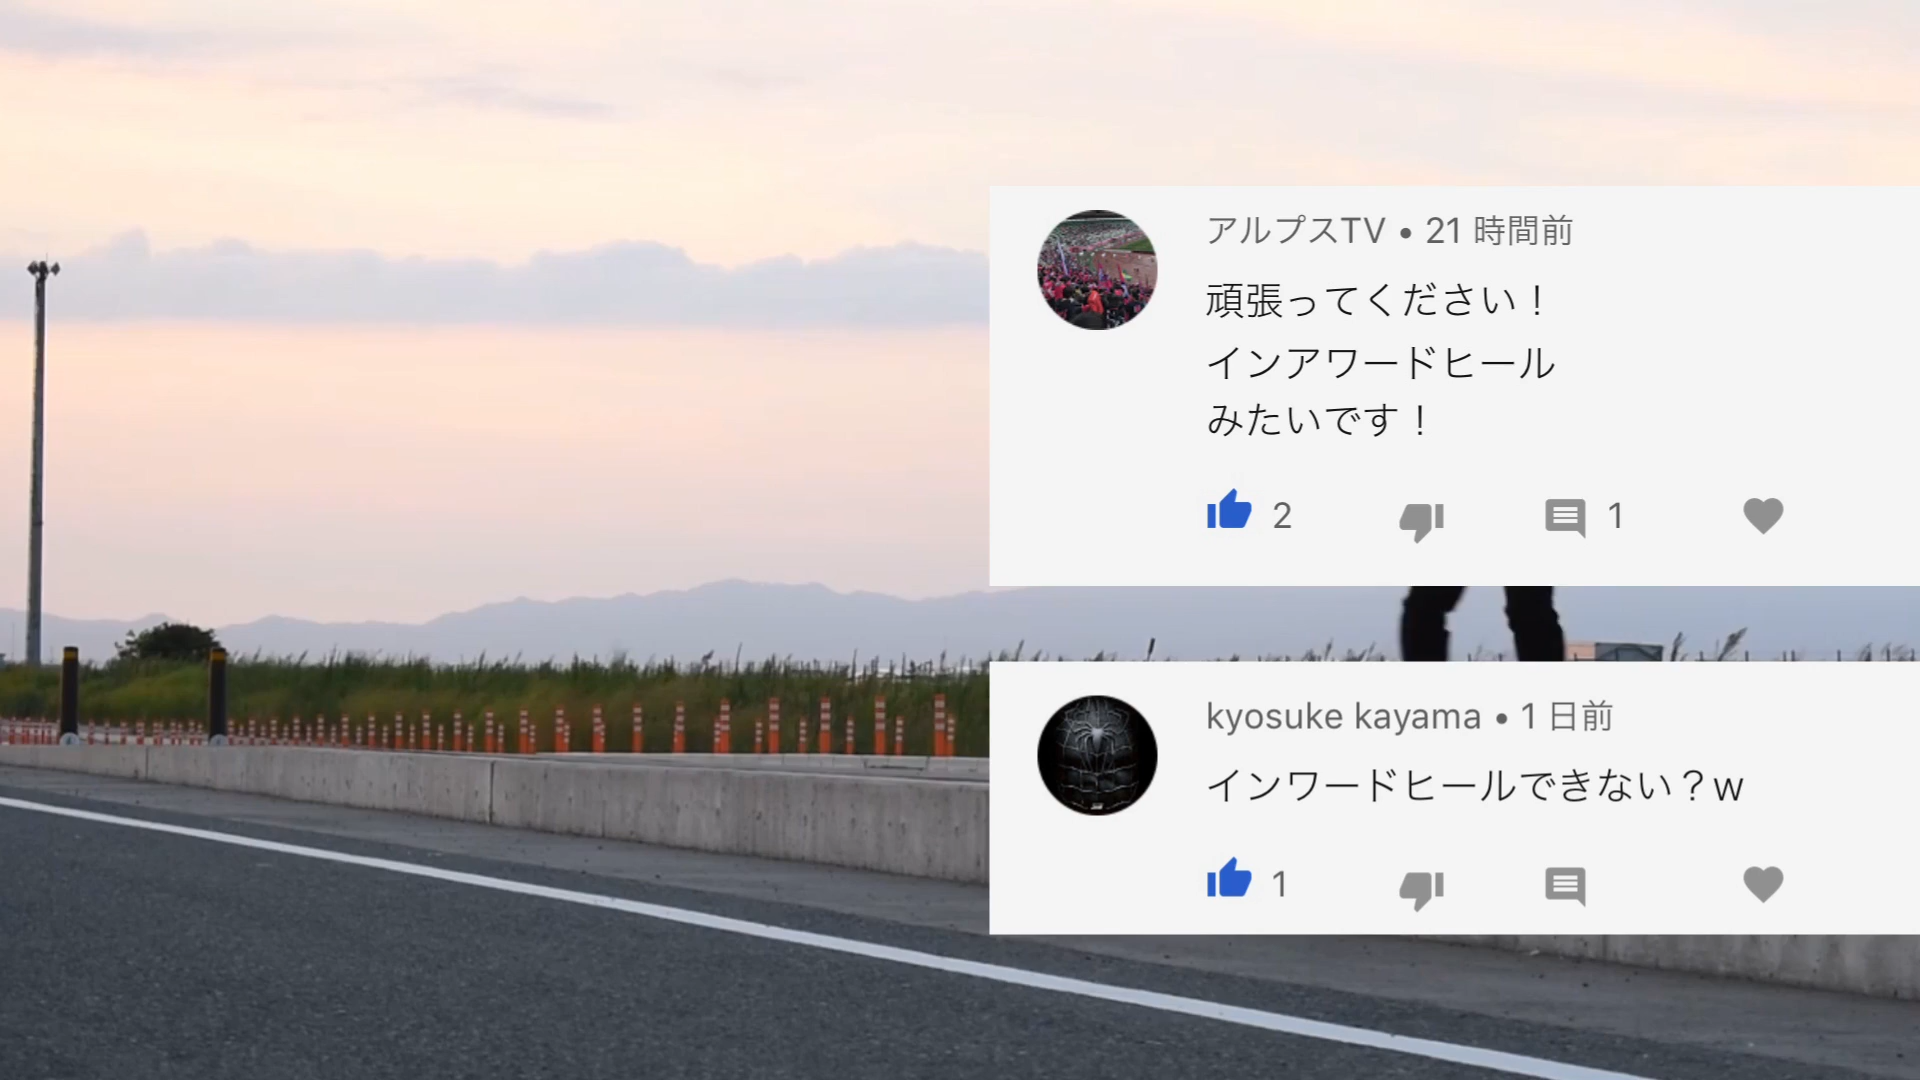 アルプスTV • 21 時間前
頑張ってください！
インアワードヒール
みたいです！
2
1
kyosuke kayama • 1 日前
インワードヒールできない？w
1